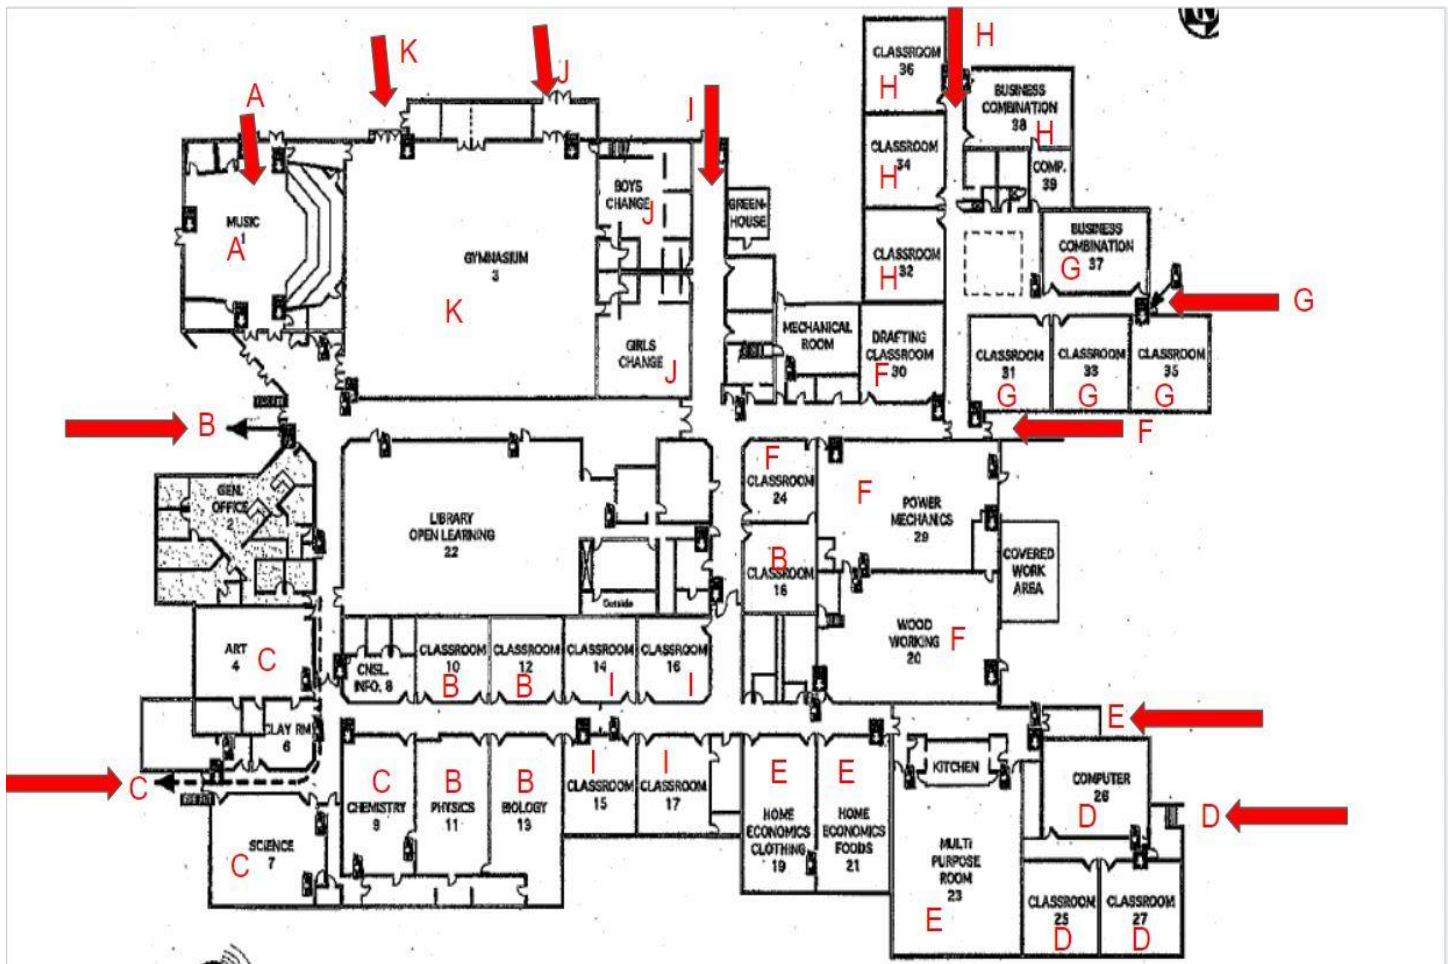 H
K
J
A
I
CLASSROOM
36
H
BUSINESS
COMBINATION
38
H
CLASSROOM
34
H
COMP.
39
BOYS
CHANGE
J
GREEN-
HOUSE
MUSIC
1
A
GYMNASIUM
3
K
CLASSROOM
32
H
BUSINESS
COMBINATION
37
G
G
MECHANICAL
ROOM
DRAFTING
CLASSROOM
30
F
GIRLS
CHANGE
J
CLASSROOM
31
G
CLASSROOM
33
G
CLASSROOM
35
G
B
F
GEN.
OFFICE
2
LIBRARY
OPEN LEARNING
22
F
CLASSROOM
24
F
POWER
MECHANICS
29
B
CLASSROOM
18
COVERED
WORK
AREA
Outside
ART
4
C
CNSL.
INFO. 8
CLASSROOM
10
B
CLASSROOM
12
B
CLASSROOM
14
I
CLASSROOM
16
I
WOOD
WORKING
20
F
CLAY RM
6
E
C
C
CHEMISTRY
9
B
PHYSICS
11
B
BIOLOGY
13
I
CLASSROOM
15
I
CLASSROOM
17
E
HOME
ECONOMICS
CLOTHING
19
E
HOME
ECONOMICS
FOODS
21
KITCHEN
COMPUTER
26
D
D
SCIENCE
7
C
MULTI
PURPOSE
ROOM
23
E
CLASSROOM
25
D
CLASSROOM
27
D